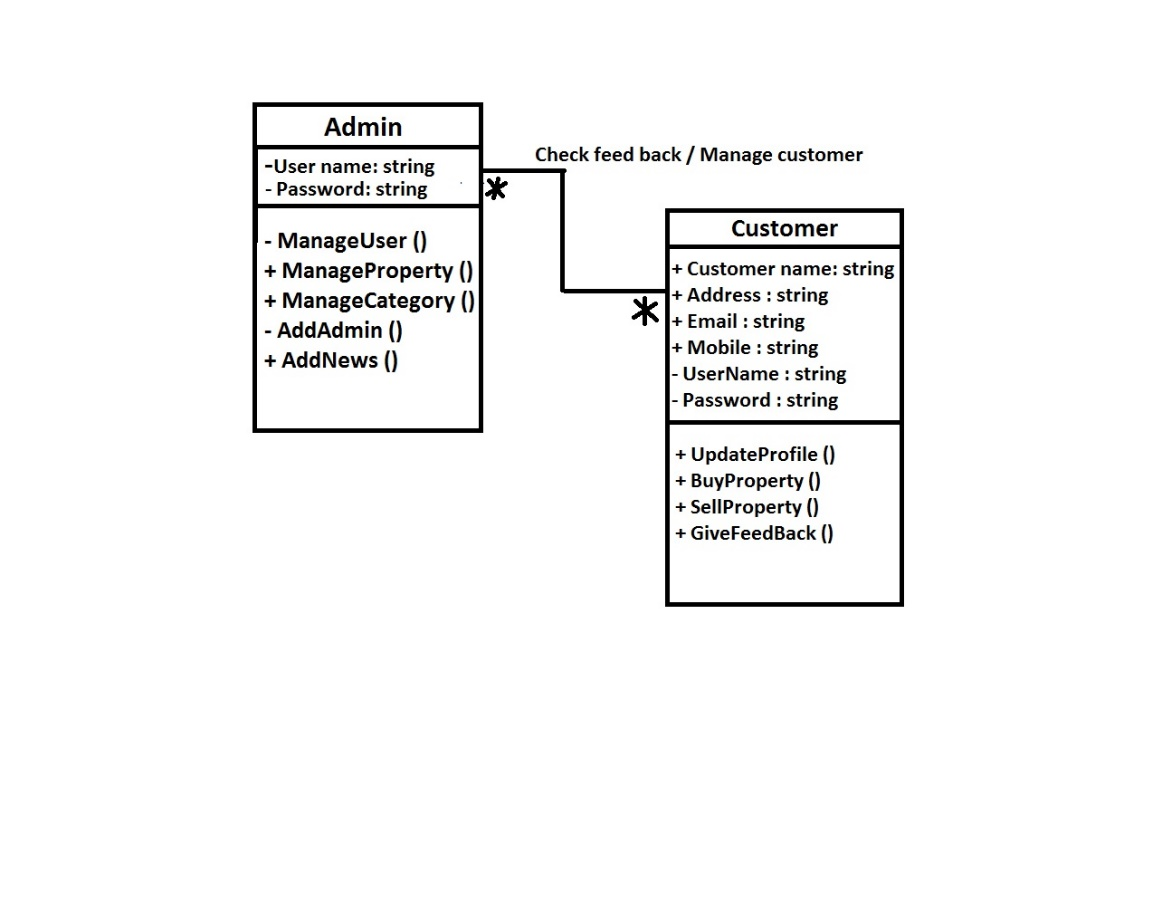 Admin
-User name: string
- Password: string
- ManageUser ()
+ ManageProperty ()
+ ManageCategory ()
- AddAdmin ()
+ AddNews ()
Check feed back / Manage customer
*
*
Customer
+ Customer name: string
+ Address : string
+ Email : string
+ Mobile : string
- UserName : string
- Password : string
+ UpdateProfile ()
+ BuyProperty ()
+ SellProperty ()
+ GiveFeedBack ()